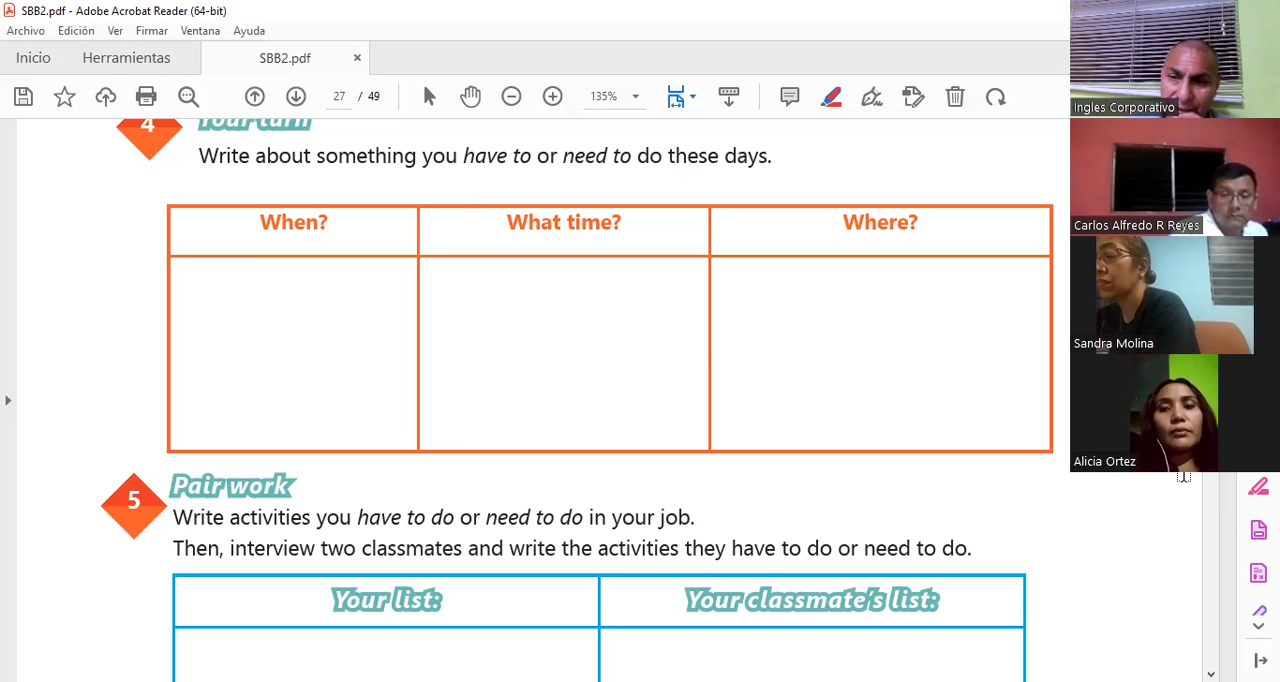 SBB2.pdf - Adobe Acrobat Reader (64-bit)
Archivo Edición Ver Firmar Ventana Ayuda
Inicio Herramientas SBB2.pdf ×
27 / 49 135%
4 Your turn
Write about something you have to or need to do these days.
When? What time? Where?
5 Pair work
Write activities you have to do or need to do in your job.
Then, interview two classmates and write the activities they have to do or need to do.
Your list: Your classmate's list:
Ingles Corporativo
Carlos Alfredo R Reyes
Sandra Molina
Alicia Ortez